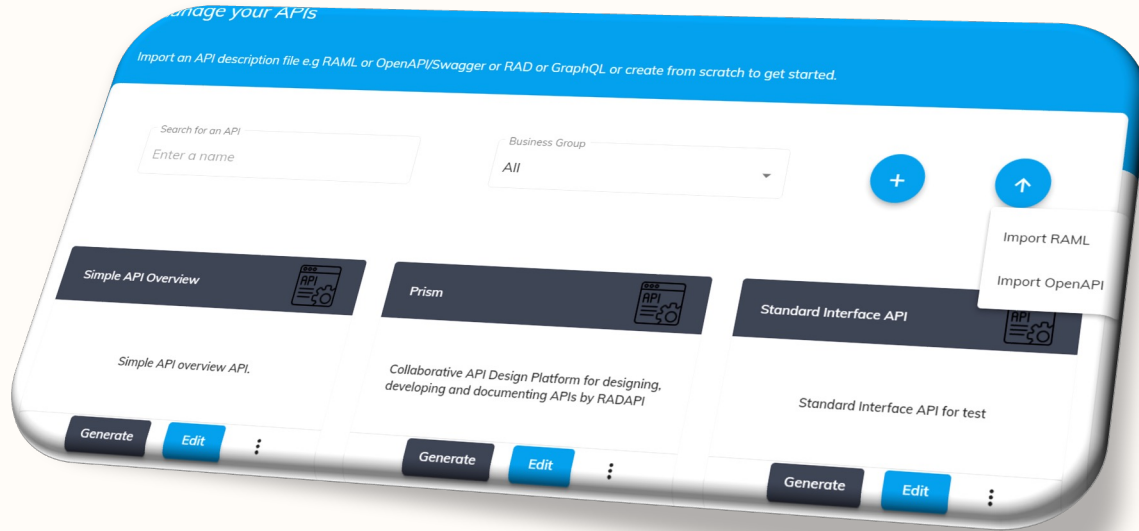 anage your APIs
Import an API description file e.g RAML or OpenAPI/Swagger or RAD or GraphQL or create from scratch to get started.
Search for an API
Enter a name
Business Group
All
Import RAML
Import OpenAPI
Simple API Overview
API
Prism
API
Standard Interface API
API
Simple API overview API.
Collaborative API Design Platform for designing,
developing and documenting APIs by RADAPI
Standard Interface API for test
Generate
Edit
Generate
Edit
Generate
Edit